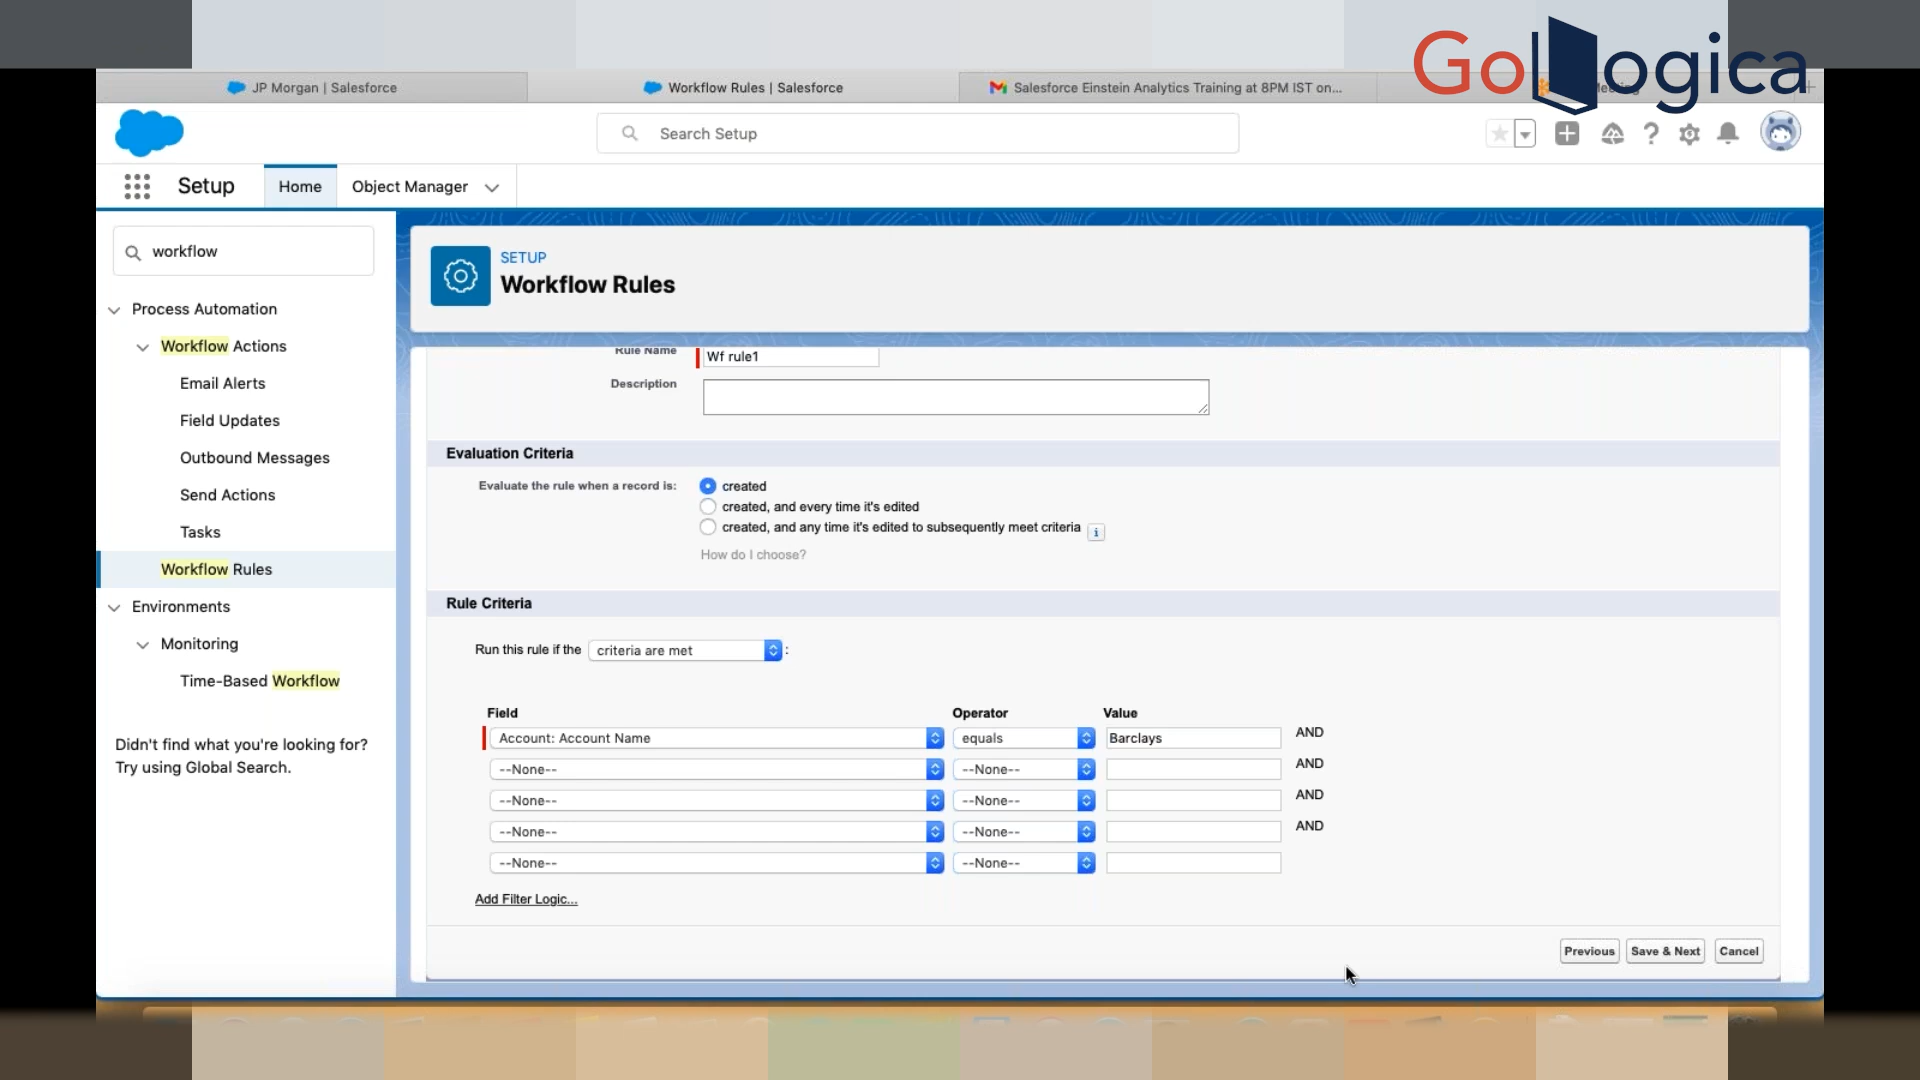 GoLogica
JP Morgan | Salesforce
Workflow Rules | Salesforce
Salesforce Einstein Analytics Training at 8PM IST on...
Search Setup
Setup
Home
Object Manager
workflow
Process Automation
Workflow Actions
Email Alerts
Field Updates
Outbound Messages
Send Actions
Tasks
Workflow Rules
Environments
Monitoring
Time-Based Workflow
Didn't find what you're looking for?
Try using Global Search.
SETUP
Workflow Rules
Rule Name Wf rule1
Description
Evaluation Criteria
Evaluate the rule when a record is: created
created, and every time it's edited
created, and any time it's edited to subsequently meet criteria i
How do I choose?
Rule Criteria
Run this rule if the criteria are met :
Field Operator Value
Account: Account Name equals Barclays AND
--None-- --None-- AND
--None-- --None-- AND
--None-- --None-- AND
--None-- --None--
Add Filter Logic...
Previous Save & Next Cancel